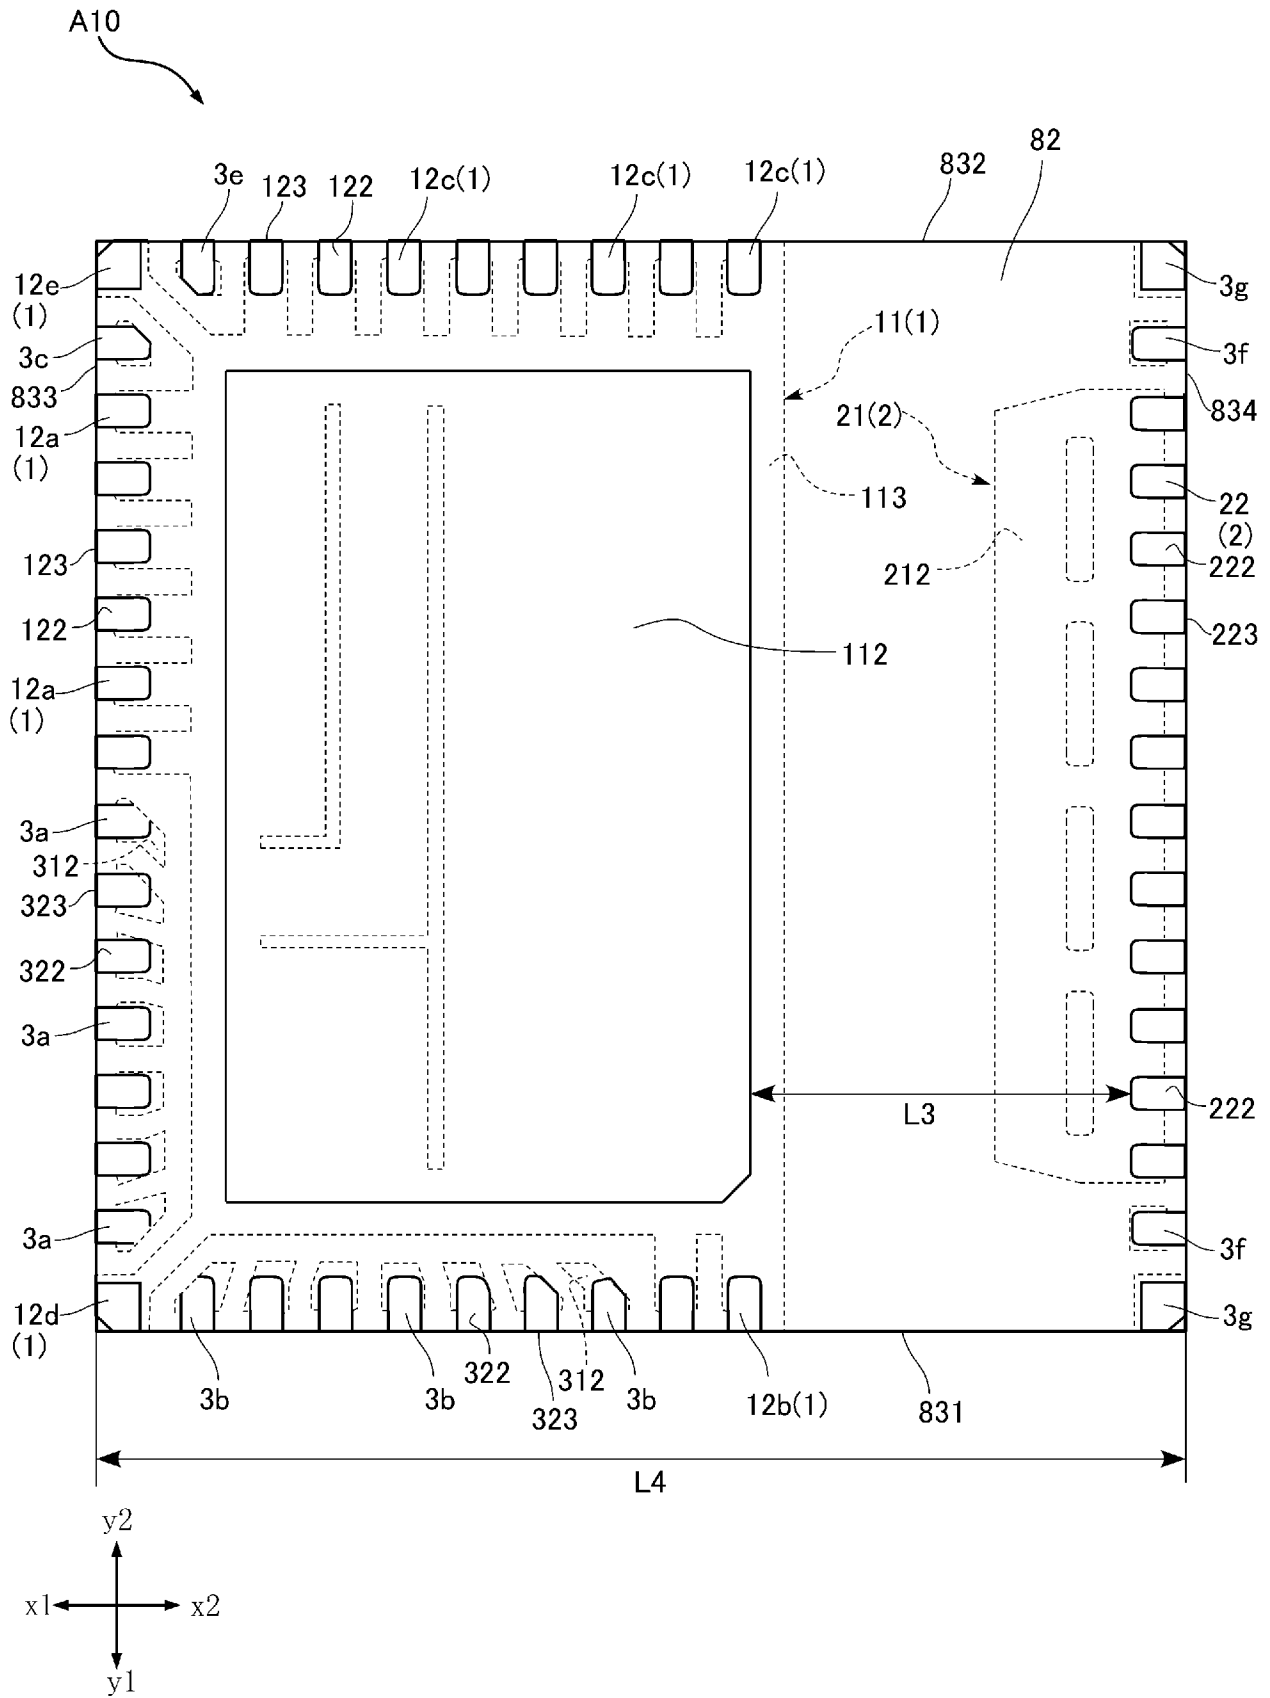 A10
82
3e
123
122
12c(1)
12c(1)
12c(1)
832
12e
(1)
3g
11(1)
3c
3f
833
834
21(2)
12a
(1)
113
22
(2)
123
212
222
122
223
112
12a
(1)
3a
312
323
322
3a
L3
222
3a
3f
12d
(1)
3g
322
312
3b
3b
323
3b
12b(1)
831
L4
y2
x1
x2
y1